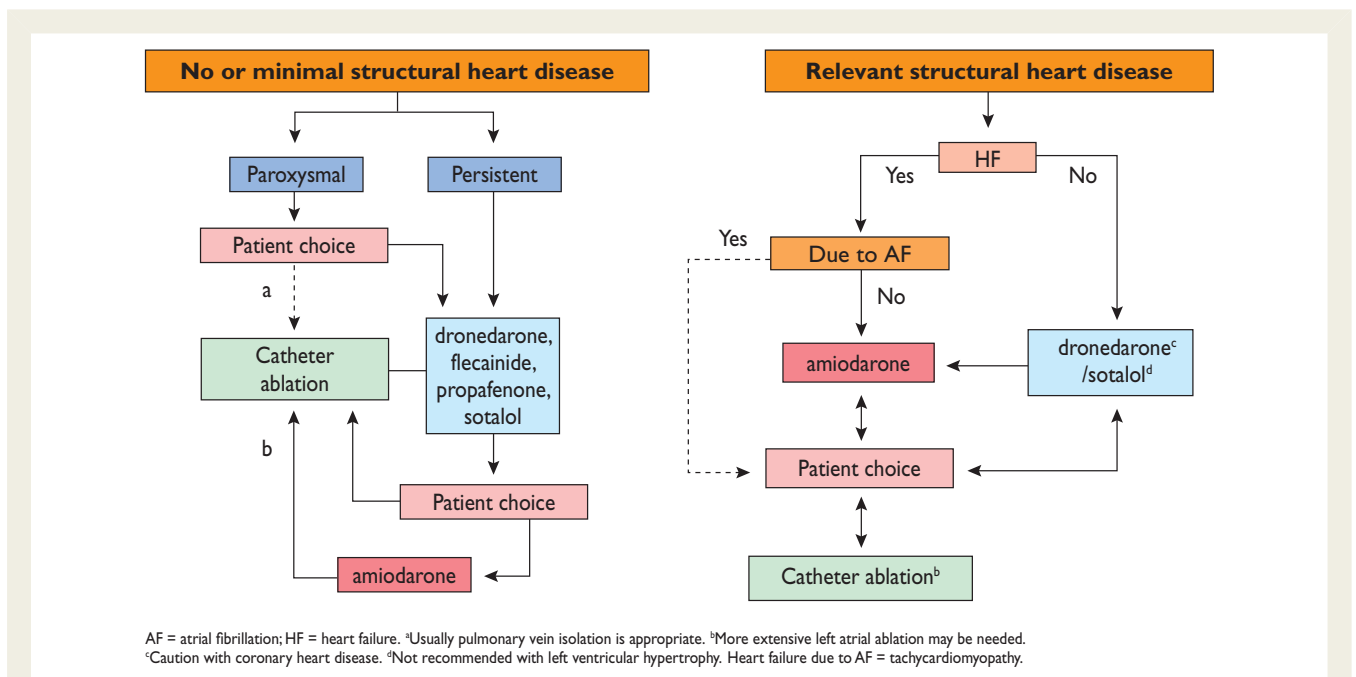 No or minimal structural heart disease
Paroxysmal
Persistent
Patient choice
a
Catheter
ablation
dronedarone,
flecainide,
propafenone,
sotalol
b
Patient choice
amiodarone
Relevant structural heart disease
HF
Yes
No
Yes
Due to AF
No
amiodarone
dronedaroneᶜ
/sotalolᵈ
Patient choice
Catheter ablationᵇ
AF = atrial fibrillation; HF = heart failure. ᵃUsually pulmonary vein isolation is appropriate. ᵇMore extensive left atrial ablation may be needed.
ᶜCaution with coronary heart disease. ᵈNot recommended with left ventricular hypertrophy. Heart failure due to AF = tachycardiomyopathy.